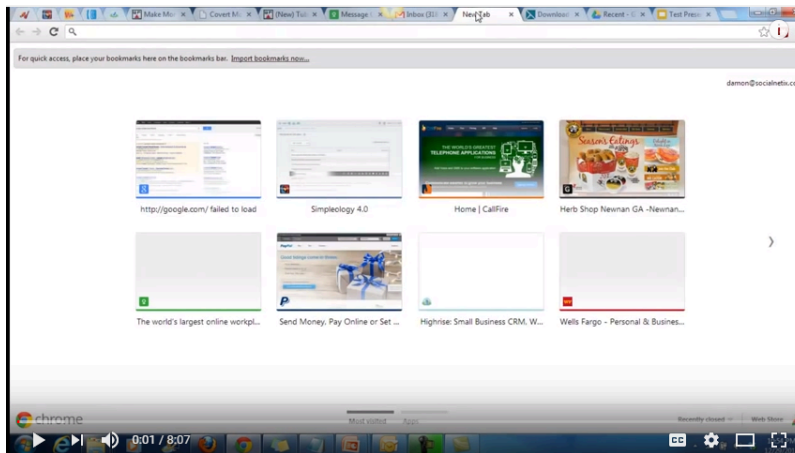 Make Mo
Covert M
(New) Tu
Message
Inbox (31
New Tab
Download
Recent -
Test Pres
For quick access, place your bookmarks here on the bookmarks bar. Import bookmarks now...
damon@socialnetix.c
THE WORLD'S GREATEST
TELEPHONE APPLICATIONS
Season's Eatings
http://google.com/ failed to load
Simpleology 4.0
Home | CallFire
Herb Shop Newnan GA -Newnan...
PayPal
The world's largest online workpl...
Send Money, Pay Online or Set ...
Highrise: Small Business CRM. W...
Wells Fargo - Personal & Busines...
chrome
Most visited
Apps
Recently closed
Web Store
0:01 / 8:07
CC